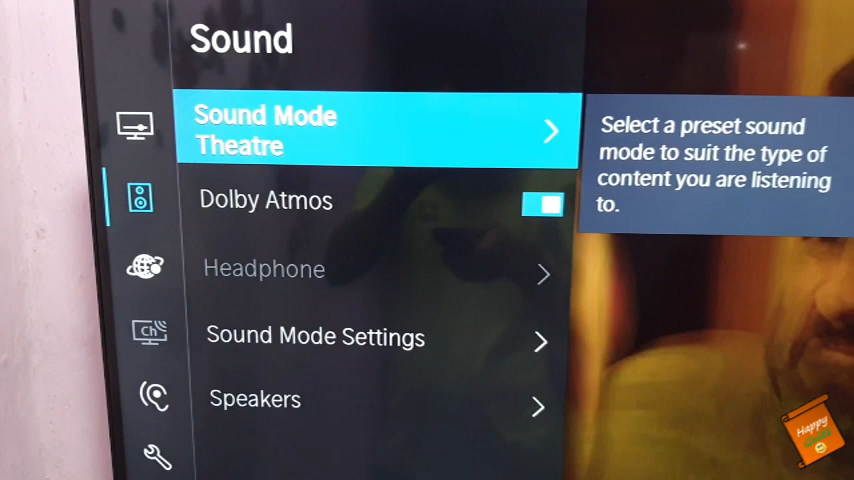 Sound
Sound Mode
Theatre
Select a preset sound
mode to suit the type of
content you are listening
to.
Dolby Atmos
Headphone
Ch
Sound Mode Settings
Speakers
Happy